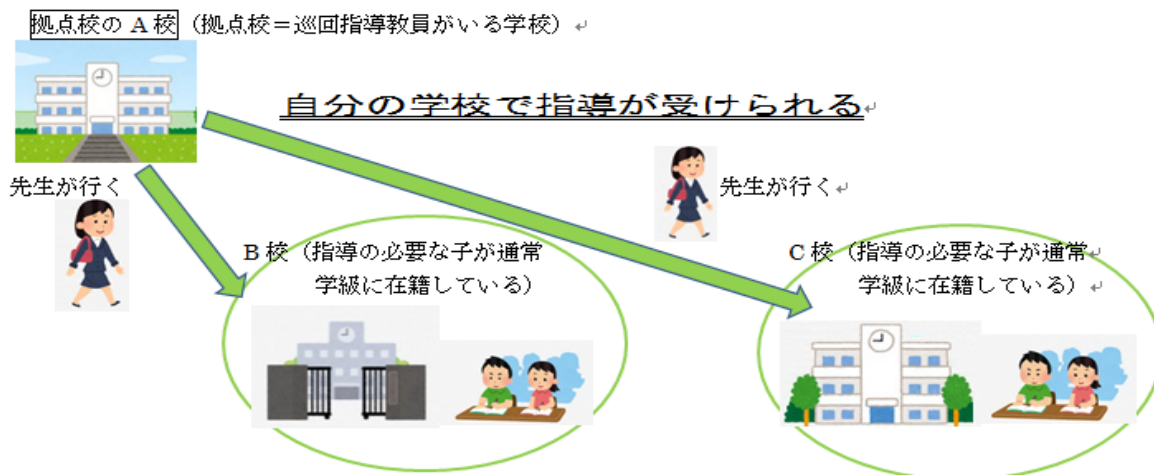 拠点校の A 校（拠点校＝巡回指導教員がいる学校）
自分の学校で指導が受けられる
先生が行く
先生が行く
B 校（指導の必要な子が通常
学級に在籍している）
C 校（指導の必要な子が通常
学級に在籍している）